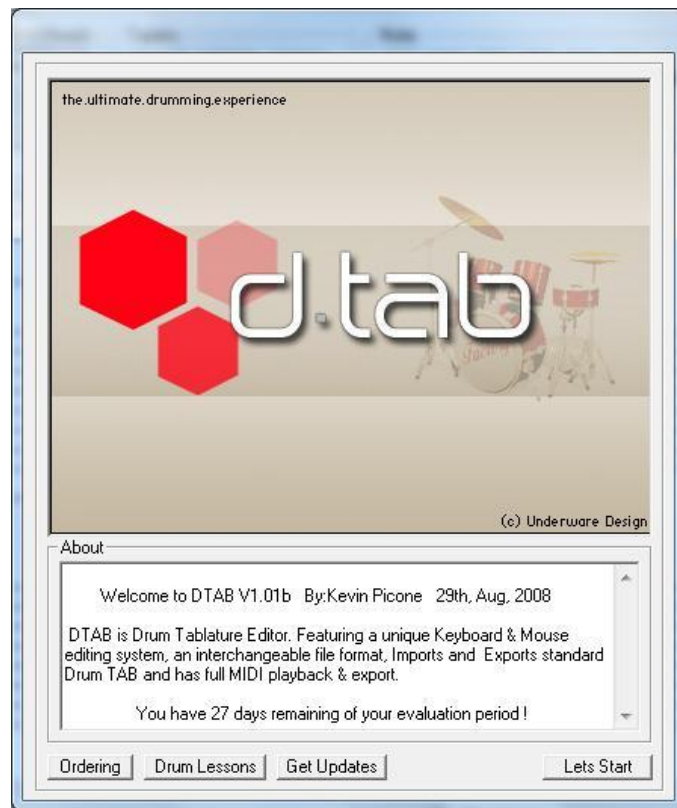 the.ultimate.drumming.experience
d.tab
(c) Underware Design
About
Welcome to DTAB V1.01b By:Kevin Picone 29th, Aug, 2008
DTAB is Drum Tablature Editor. Featuring a unique Keyboard & Mouse
editing system, an interchangeable file format, Imports and Exports standard
Drum TAB and has full MIDI playback & export.
You have 27 days remaining of your evaluation period !
Ordering
Drum Lessons
Get Updates
Lets Start